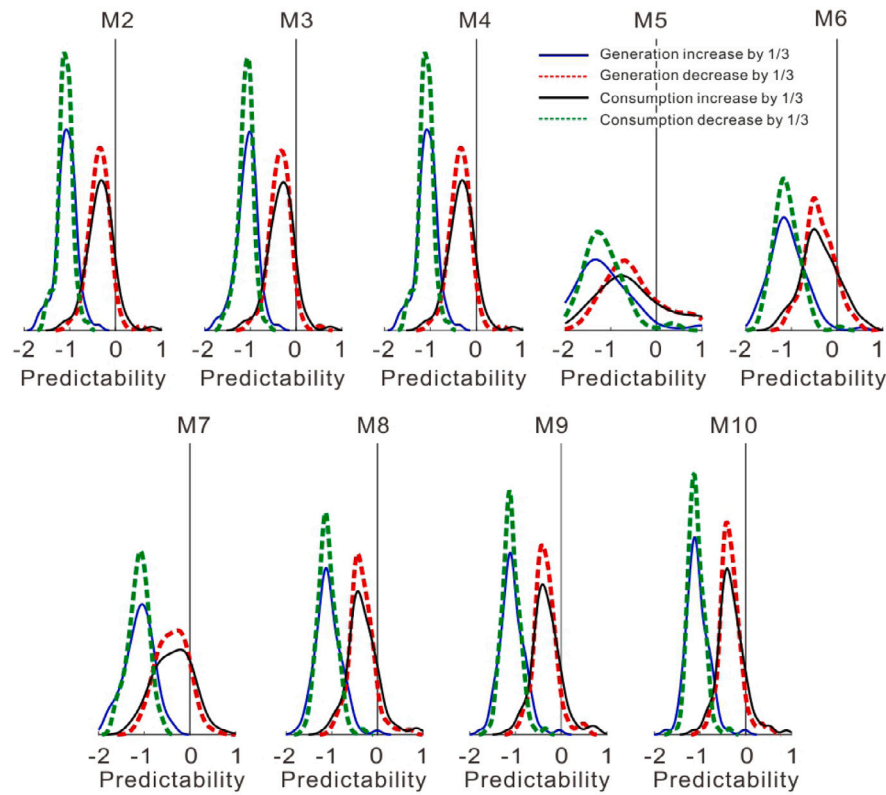 M2 M3 M4 M5 M6
Generation increase by 1/3
Generation decrease by 1/3
Consumption increase by 1/3
Consumption decrease by 1/3
-2 -1 0 1 -2 -1 0 1 -2 -1 0 1 -2 -1 0 1 -2 -1 0 1
Predictability Predictability Predictability Predictability Predictability
M7 M8 M9 M10
-2 -1 0 1 -2 -1 0 1 -2 -1 0 1 -2 -1 0 1
Predictability Predictability Predictability Predictability